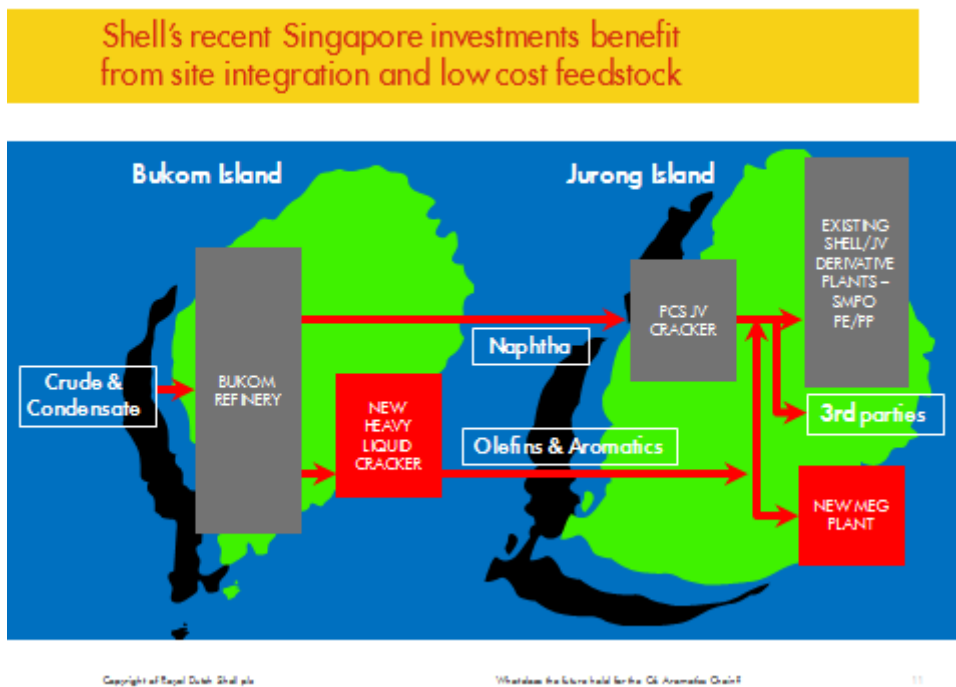 Shell's recent Singapore investments benefit
from site integration and low cost feedstock
Bukom Island
Jurong Island
Crude &
Condensate
BUKOM
REFINERY
NEW
HEAVY
LIQUID
CRACKER
Naphtha
Olefins & Aromatics
PCS JV
CRACKER
EXISTING
SHELL/JV
DERIVATIVE
PLANTS –
SMPO
PE/PP
3rd parties
NEW MEG
PLANT
Copyright of Royal Dutch Shell plc
What does the future hold for the C6 Aromatics Chain?
11